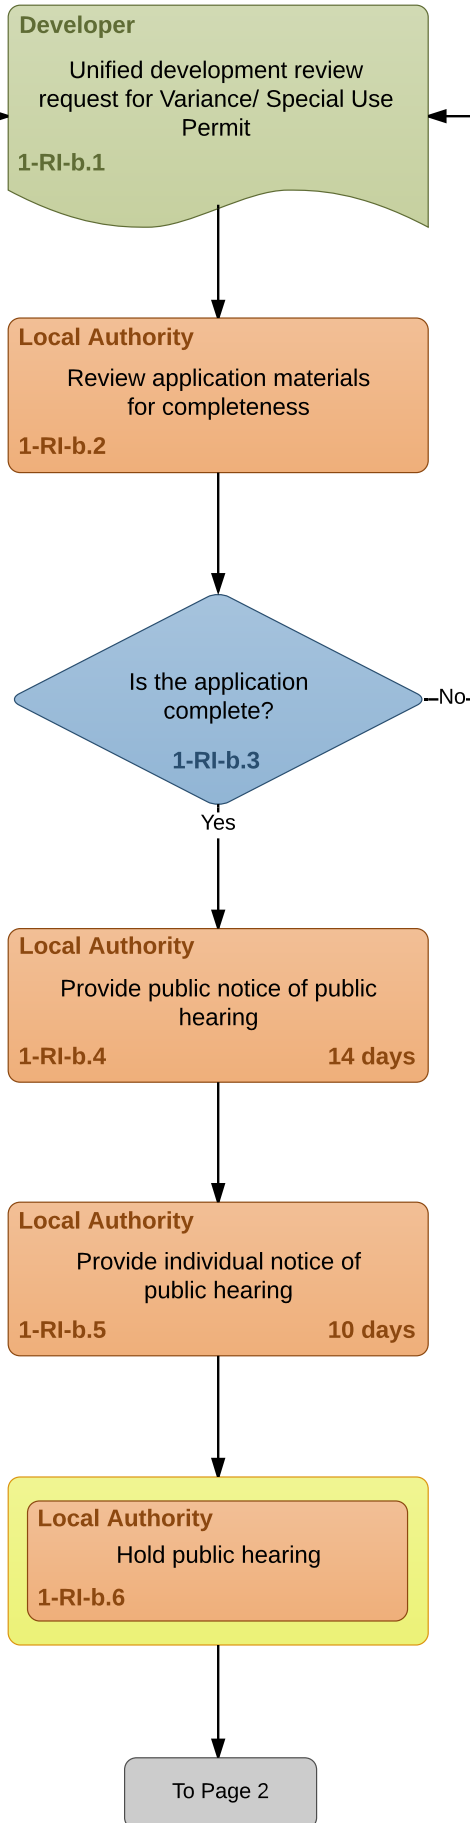 Developer
Unified development review
request for Variance/ Special Use
Permit
1-RI-b.1
Local Authority
Review application materials
for completeness
1-RI-b.2
Is the application
complete?
1-RI-b.3
No
Yes
Local Authority
Provide public notice of public
hearing
1-RI-b.4 14 days
Local Authority
Provide individual notice of
public hearing
1-RI-b.5 10 days
Local Authority
Hold public hearing
1-RI-b.6
To Page 2